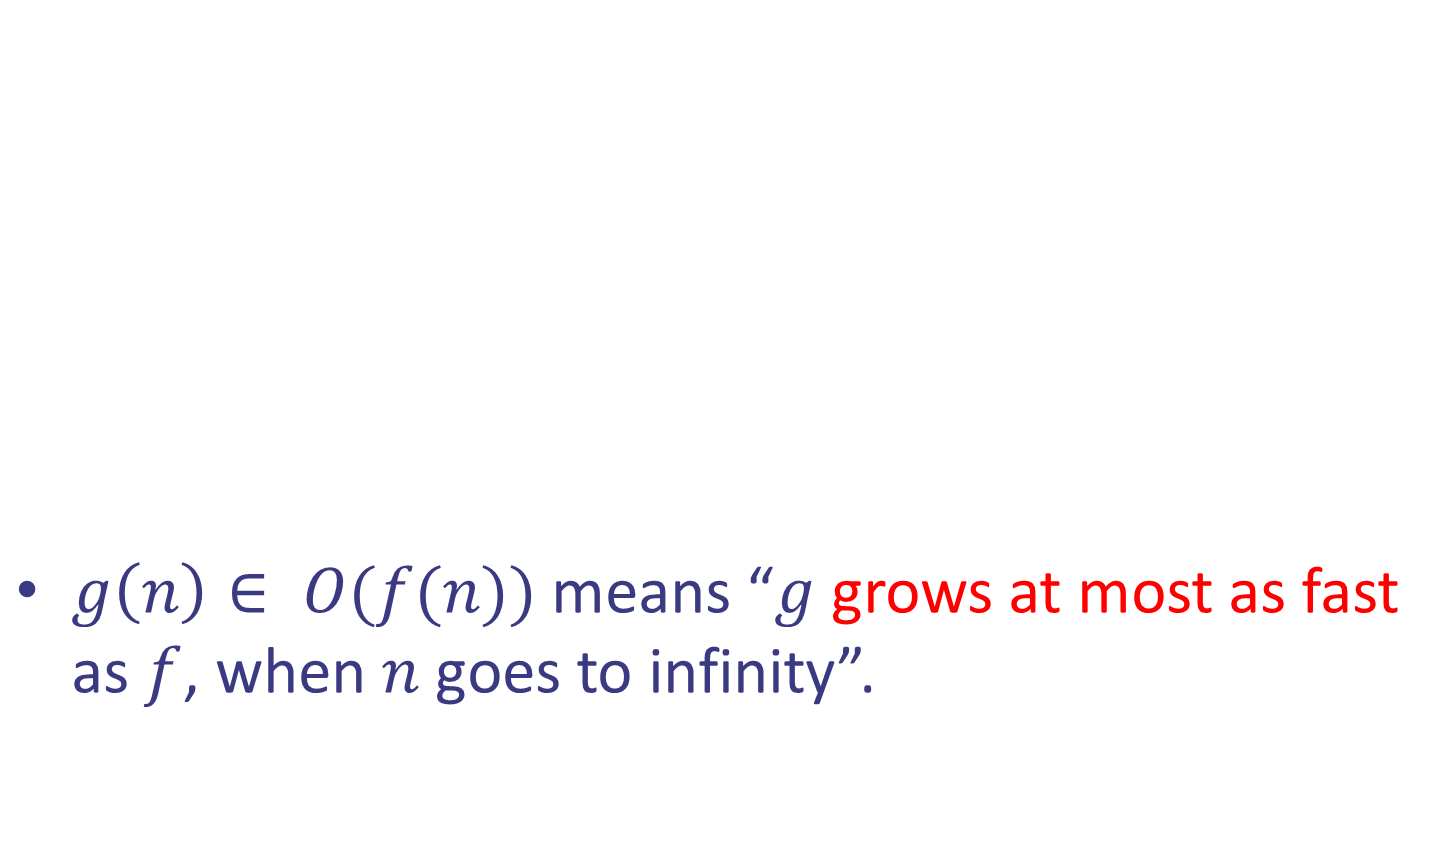 • 𝑔(𝑛) ∈ 𝑂(𝑓(𝑛)) means “𝑔 grows at most as fast
as 𝑓, when 𝑛 goes to infinity”.